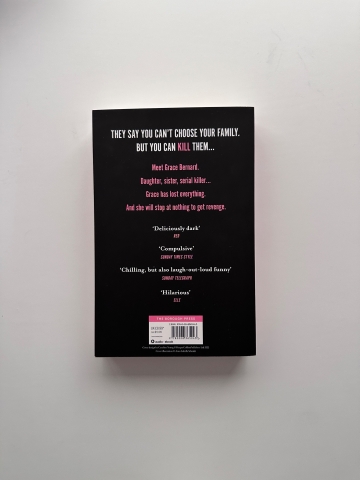 THEY SAY YOU CAN'T CHOOSE YOUR FAMILY.
BUT YOU CAN KILL THEM...
Meet Grace Bernard.
Daughter, sister, serial killer...
Grace has lost everything.
And she will stop at nothing to get revenge.
'Deliciously dark'
'Compulsive'
SUNDAY TIMES STYLE
'Chilling, but also laugh-out-loud funny'
SUNDAY TELEGRAPH
'Hilarious'
ELLE
THE BOROUGH PRESS